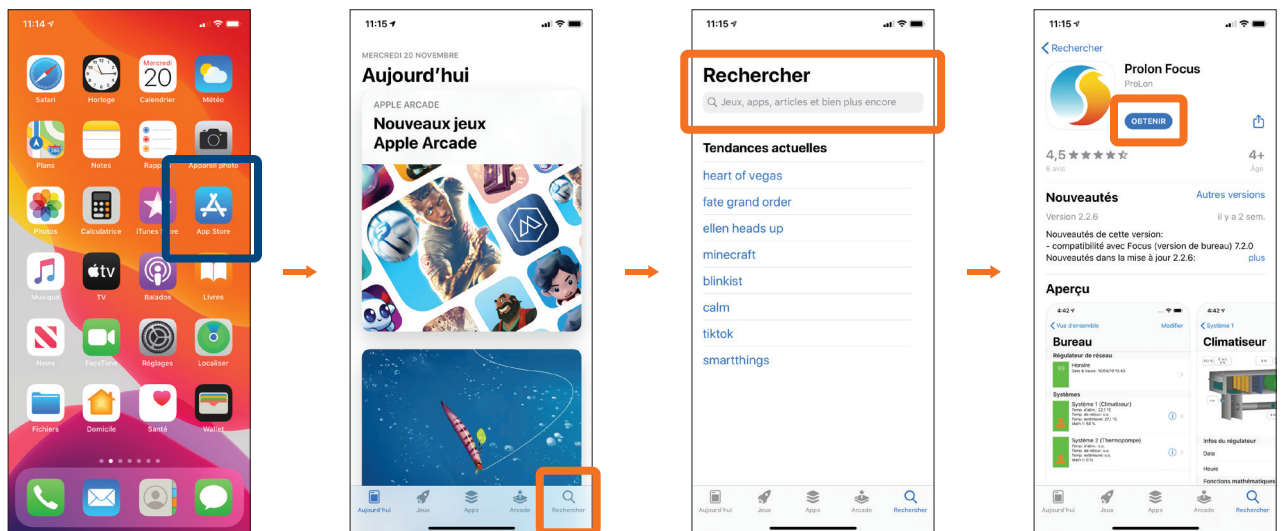 11:14
Mercredi
20
Safari
Horloge
Calendrier
Météo
Plans
Notes
Rapp
Appareil photo
Photos
Calculatrice
iTunes Store
App Store
tv
Musique
TV
Balados
Livres
News
FaceTime
Réglages
Localiser
Fichiers
Domicile
Santé
Wallet
11:15
MERCREDI 20 NOVEMBRE
Aujourd'hui
APPLE ARCADE
Nouveaux jeux
Apple Arcade
Aujourd'hui
Jeux
Apps
Arcade
Rechercher
11:15
Rechercher
Jeux, apps, articles et bien plus encore
Tendances actuelles
heart of vegas
fate grand order
ellen heads up
minecraft
blinkist
calm
tiktok
smartthings
Aujourd'hui
Jeux
Apps
Arcade
Rechercher
11:15
Rechercher
Prolon Focus
ProLon
OBTENIR
4,5
4+
6 avis
Âge
Nouveautés
Autres versions
Version 2.2.6
il y a 2 sem.
Nouveautés de cette version:
- compatibilité avec Focus (version de bureau) 7.2.0
Nouveautés dans la mise à jour 2.2.6:
plus
Aperçu
4:42
Vue d'ensemble
Modifier
Bureau
Régulateur de réseau
Horaire
Systèmes
Système 1 (Climatiseur)
Système 2 (Thermopompe)
4:42
Système 1
Climatiseur
Infos du régulateur
Date
Heure
Fonctions mathématiques
Aujourd'hui
Jeux
Apps
Arcade
Rechercher